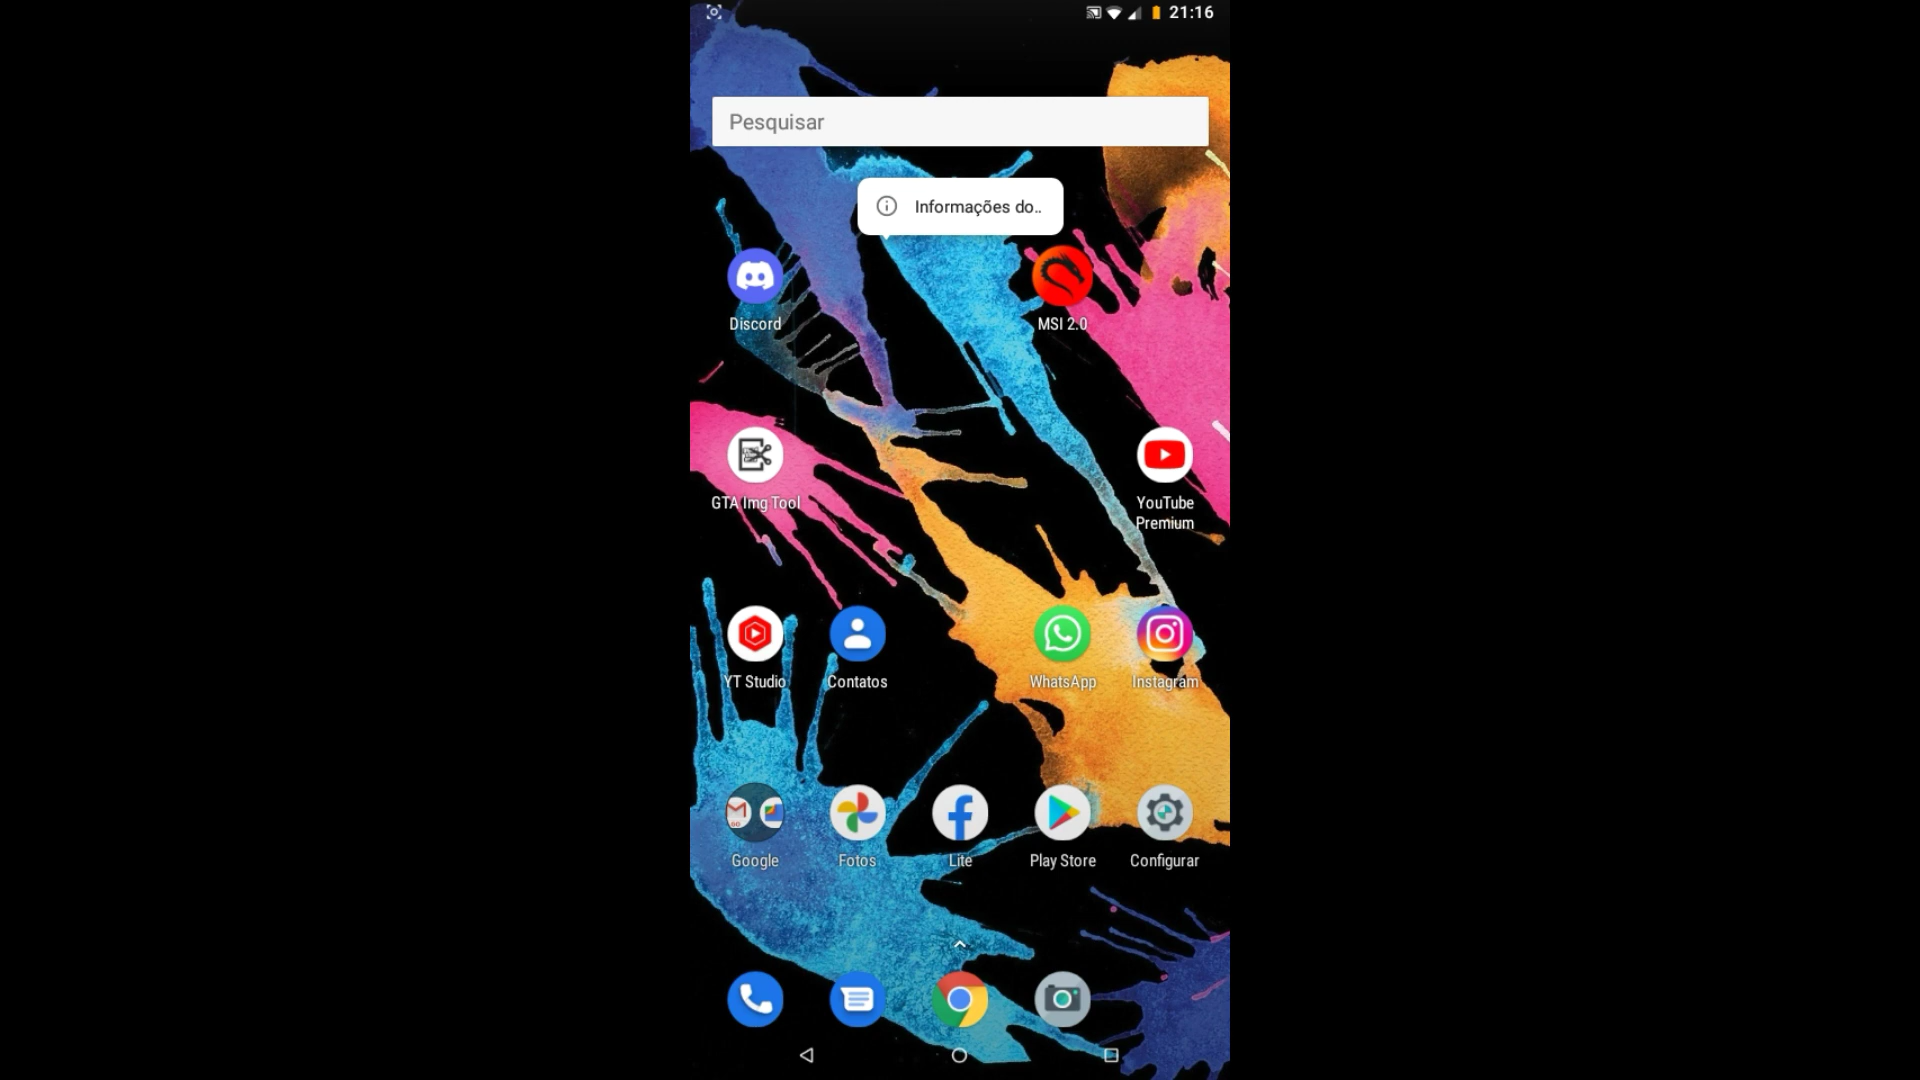 21:16
Pesquisar
Informações do..
Discord
MSI 2.0
GTA Img Tool
YouTube
Premium
YT Studio
Contatos
WhatsApp
Instagram
Google
Fotos
Lite
Play Store
Configurar